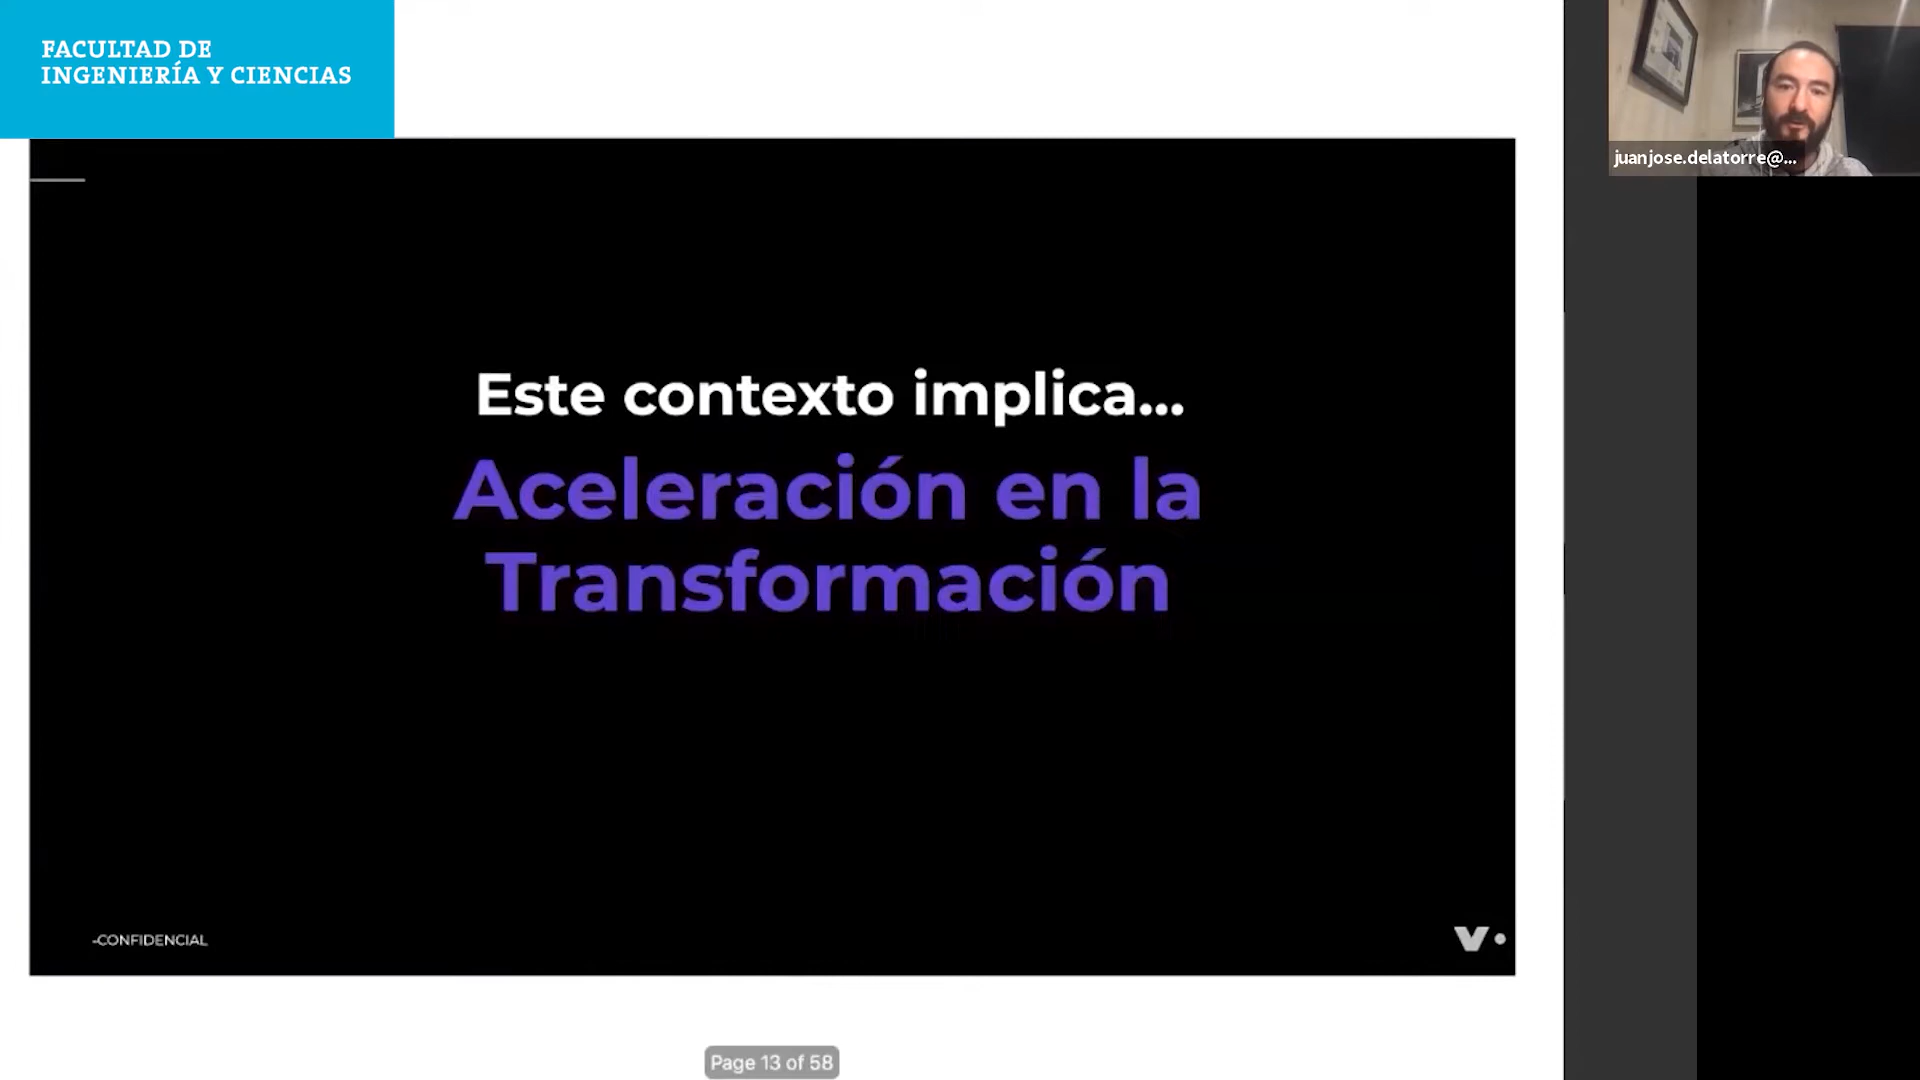 FACULTAD DE
INGENIERÍA Y CIENCIAS
juanjose.delatorre@...
Este contexto implica...
Aceleración en la
Transformación
-CONFIDENCIAL
V.
Page 13 of 58